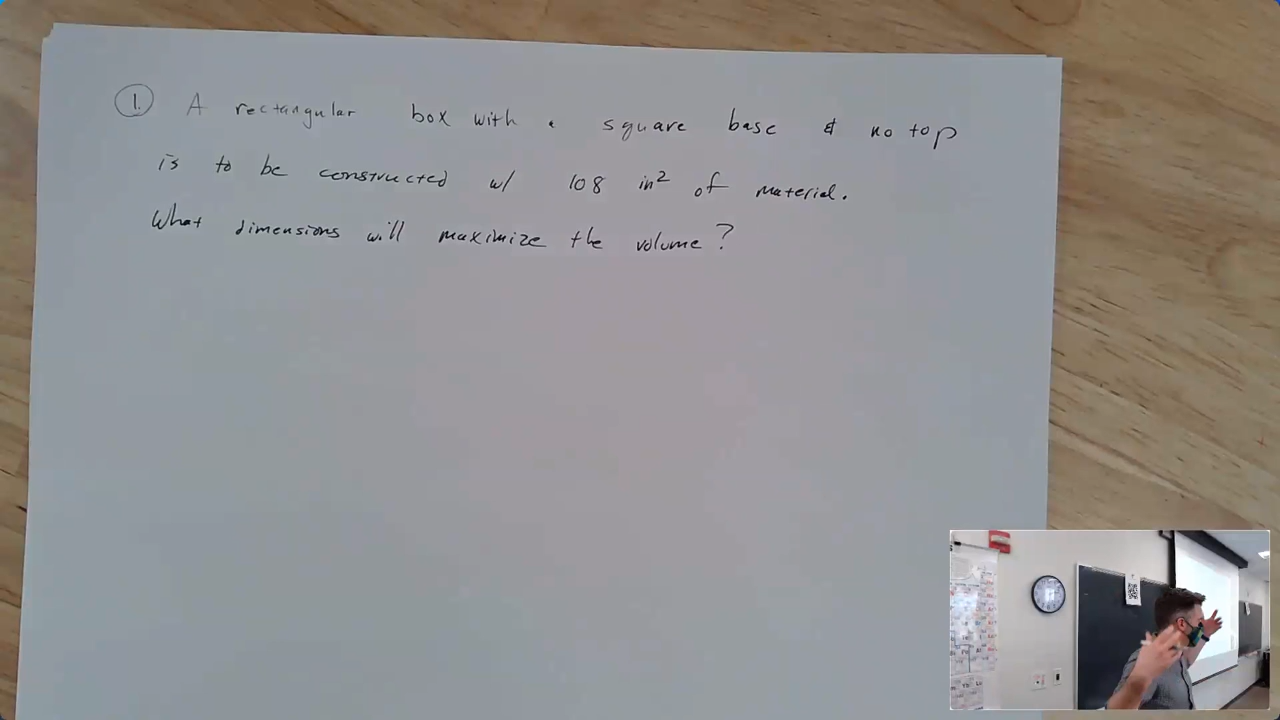 1. A rectangular box with a square base & no top
is to be constructed w/ 108 in² of material.
What dimensions will maximize the volume?